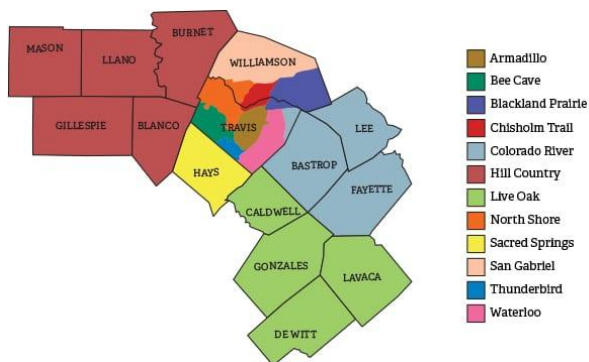 BURNET
MASON
LLANO
WILLIAMSON
GILLESPIE
BLANCO
TRAVIS
LEE
HAYS
BASTROP
FAYETTE
CALDWELL
GONZALES
LAVACA
DE WITT
Armadillo
Bee Cave
Blackland Prairie
Chisholm Trail
Colorado River
Hill Country
Live Oak
North Shore
Sacred Springs
San Gabriel
Thunderbird
Waterloo